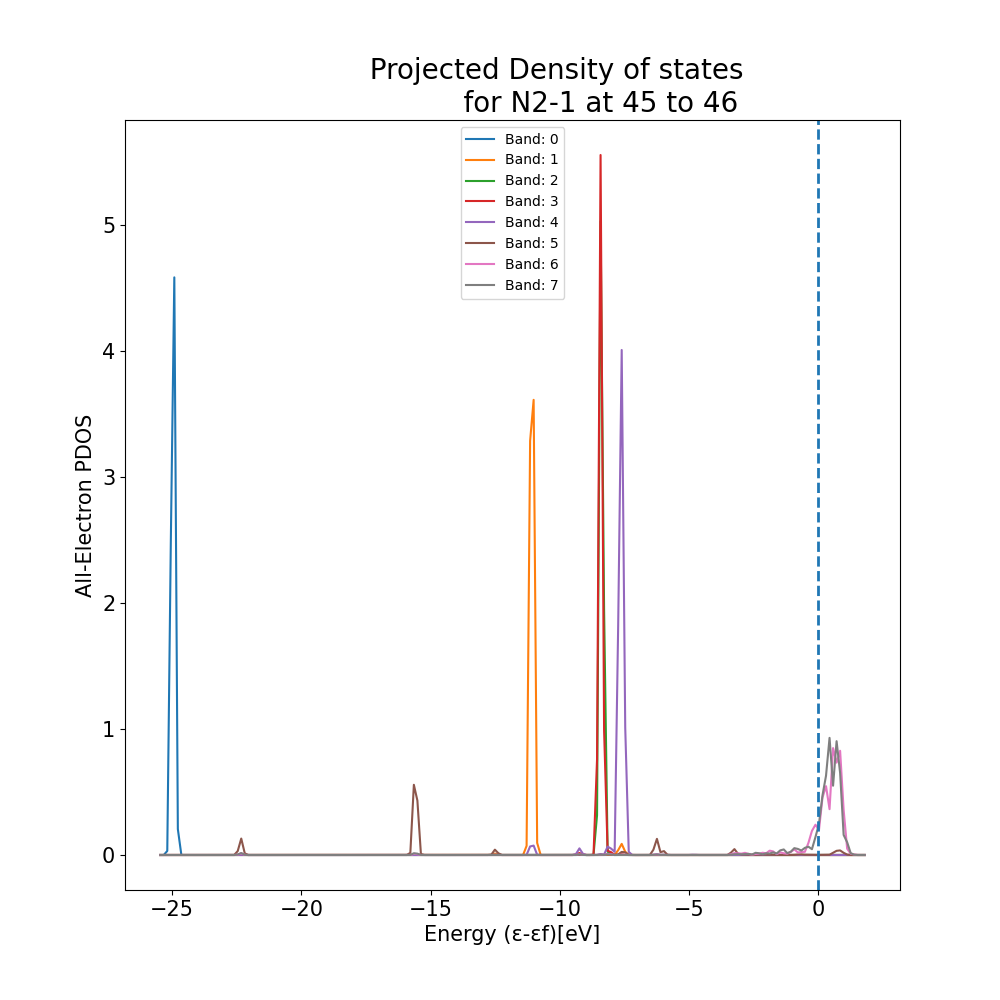 Projected Density of states
for N2-1 at 45 to 46
Band: 0
Band: 1
Band: 2
Band: 3
Band: 4
Band: 5
Band: 6
Band: 7
5
4
3
2
1
0
All-Electron PDOS
−25
−20
−15
−10
−5
0
Energy (ε-εf)[eV]